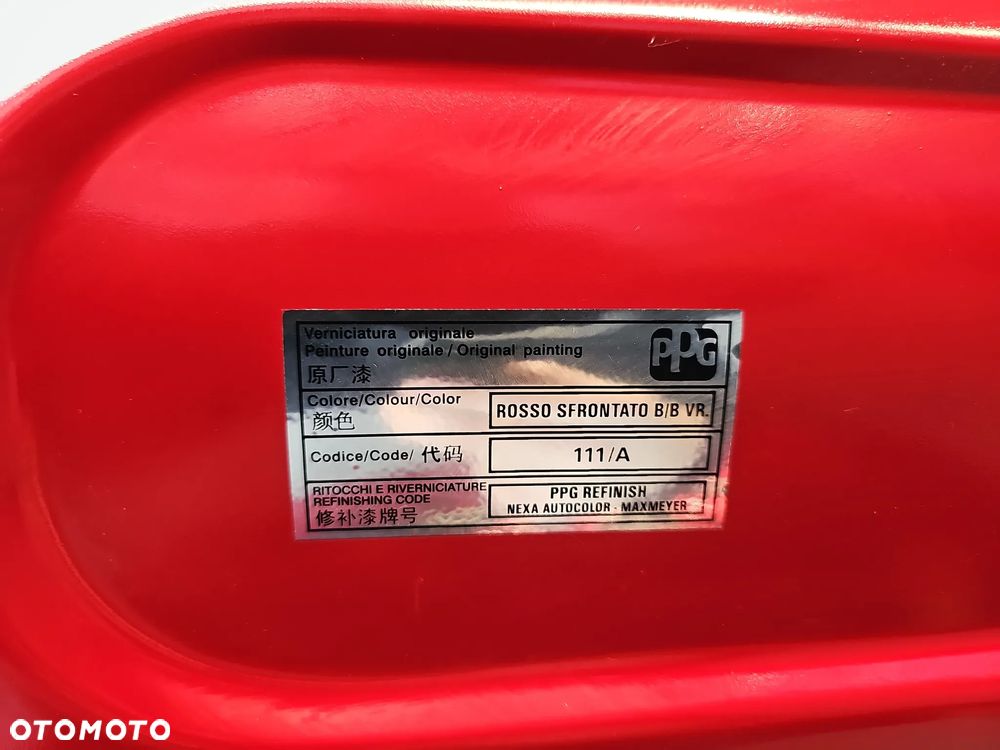 Verniciatura originale
Peinture originale / Original painting
原厂漆
PPG
Colore/Colour/Color
颜色
ROSSO SFRONTATO B/B VR.
Codice/Code/ 代码
111/A
RITOCCHI E RIVERNICIATURE
REFINISHING CODE
修补漆牌号
PPG REFINISH
NEXA AUTOCOLOR - MAXMEYER
OTOMOTO